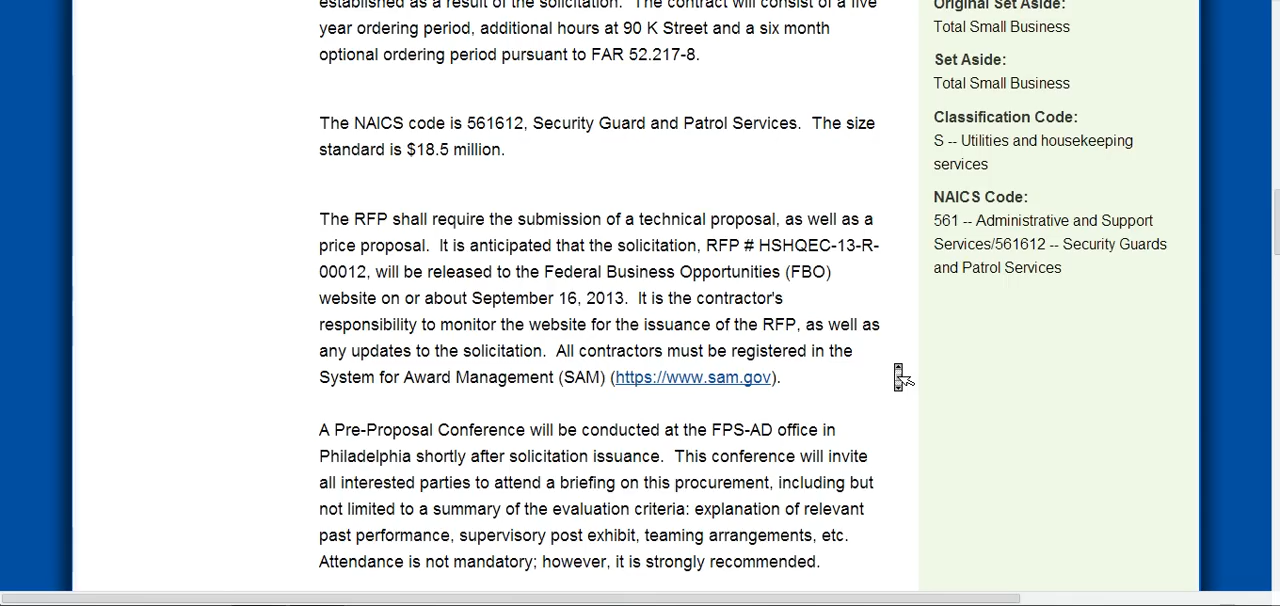 established as a result of the solicitation.  The contract will consist of a five
year ordering period, additional hours at 90 K Street and a six month
optional ordering period pursuant to FAR 52.217-8.
The NAICS code is 561612, Security Guard and Patrol Services.  The size
standard is $18.5 million.
The RFP shall require the submission of a technical proposal, as well as a
price proposal.  It is anticipated that the solicitation, RFP # HSHQEC-13-R-
00012, will be released to the Federal Business Opportunities (FBO)
website on or about September 16, 2013.  It is the contractor's
responsibility to monitor the website for the issuance of the RFP, as well as
any updates to the solicitation.  All contractors must be registered in the
System for Award Management (SAM) (https://www.sam.gov).
A Pre-Proposal Conference will be conducted at the FPS-AD office in
Philadelphia shortly after solicitation issuance.  This conference will invite
all interested parties to attend a briefing on this procurement, including but
not limited to a summary of the evaluation criteria: explanation of relevant
past performance, supervisory post exhibit, teaming arrangements, etc.
Attendance is not mandatory; however, it is strongly recommended.
Original Set Aside:
Total Small Business
Set Aside:
Total Small Business
Classification Code:
S -- Utilities and housekeeping
services
NAICS Code:
561 -- Administrative and Support
Services/561612 -- Security Guards
and Patrol Services